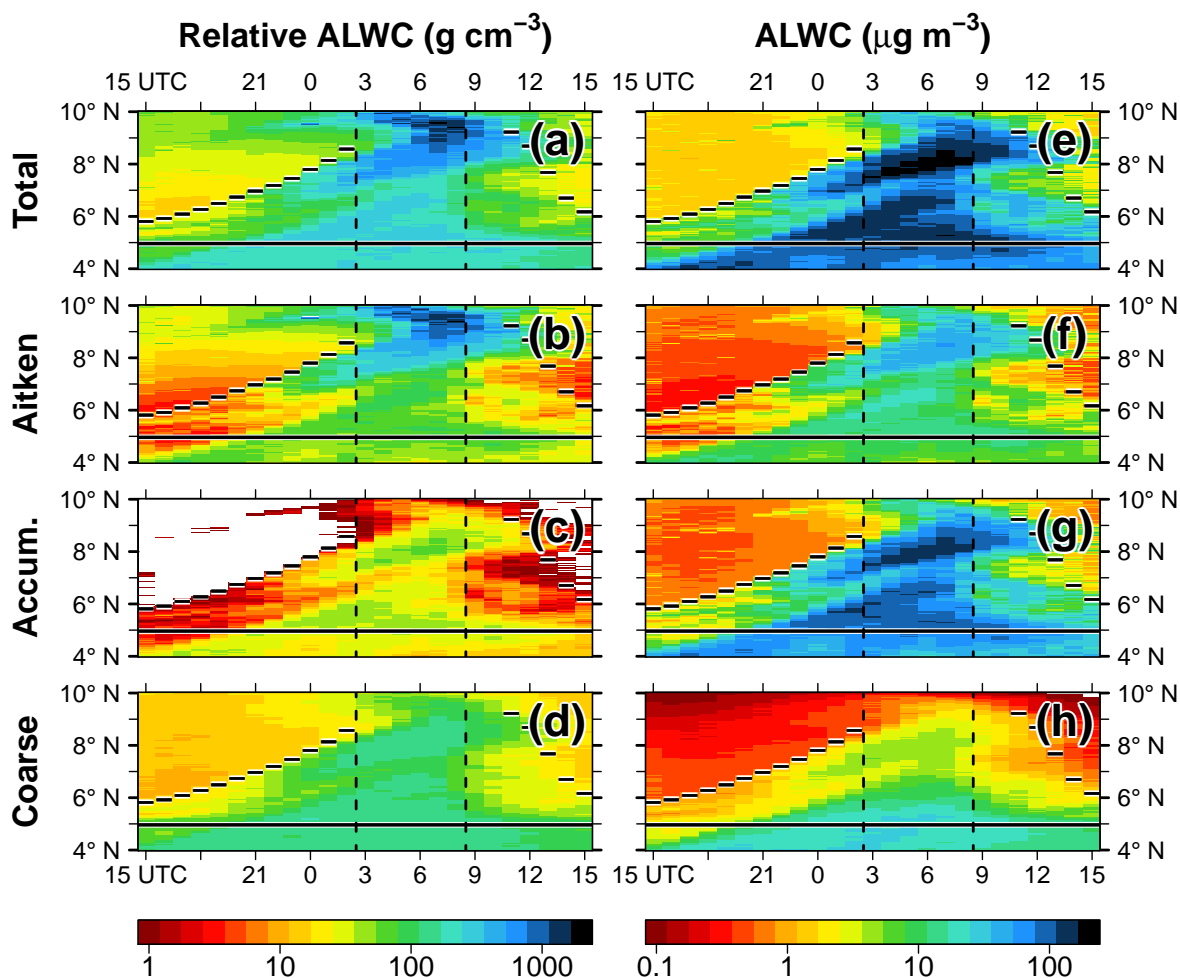 Relative ALWC (g cm⁻³) ALWC (μg m⁻³)
15 UTC 21 0 3 6 9 12 15 15 UTC 21 0 3 6 9 12 15
Total
10° N
8° N
6° N
4° N
(a)
(e)
10° N
8° N
6° N
4° N
Aitken
10° N
8° N
6° N
4° N
(b)
(f)
10° N
8° N
6° N
4° N
Accum.
10° N
8° N
6° N
4° N
(c)
(g)
10° N
8° N
6° N
4° N
Coarse
10° N
8° N
6° N
4° N
(d)
(h)
10° N
8° N
6° N
4° N
15 UTC 21 0 3 6 9 12 15 15 UTC 21 0 3 6 9 12 15
1 10 100 1000 0.1 1 10 100